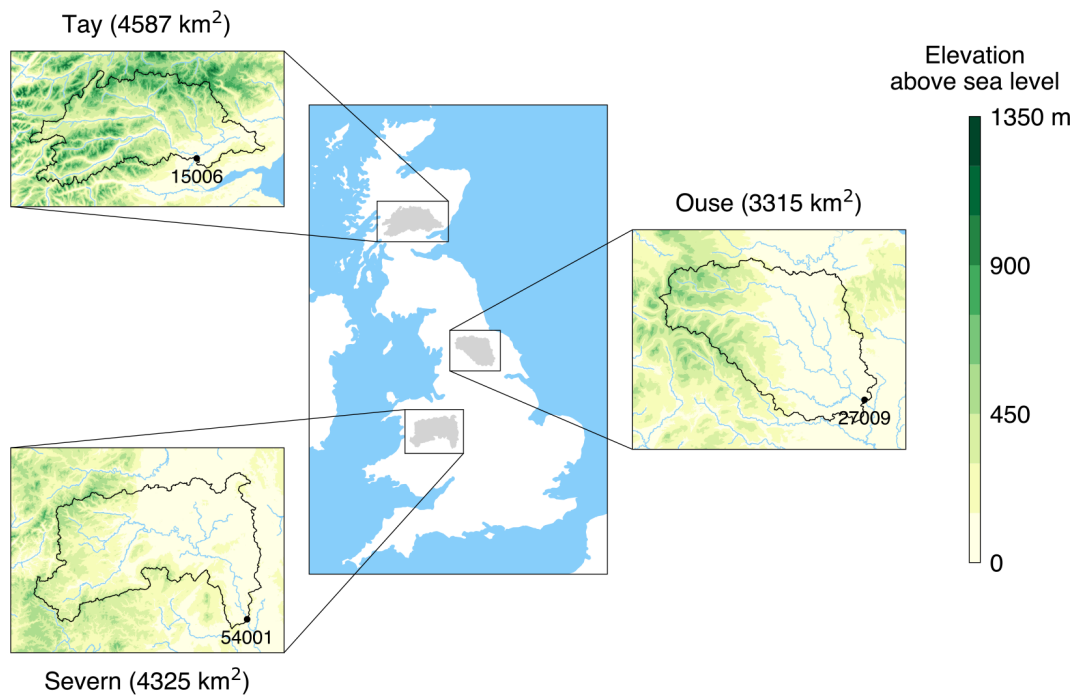 Tay (4587 km²)
15006
Elevation
above sea level
1350 m
900
450
0
Ouse (3315 km²)
27009
54001
Severn (4325 km²)